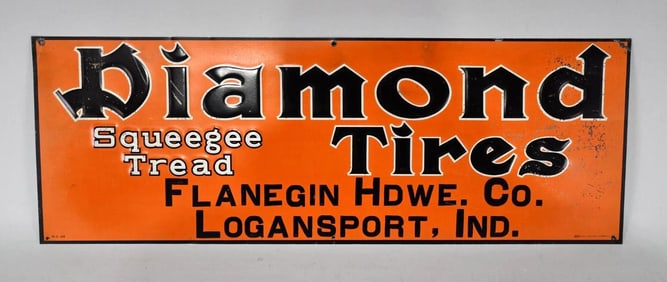 Diamond
Squeegee
Tread
Tires
Flanegin Hdwe. Co.
Logansport, Ind.